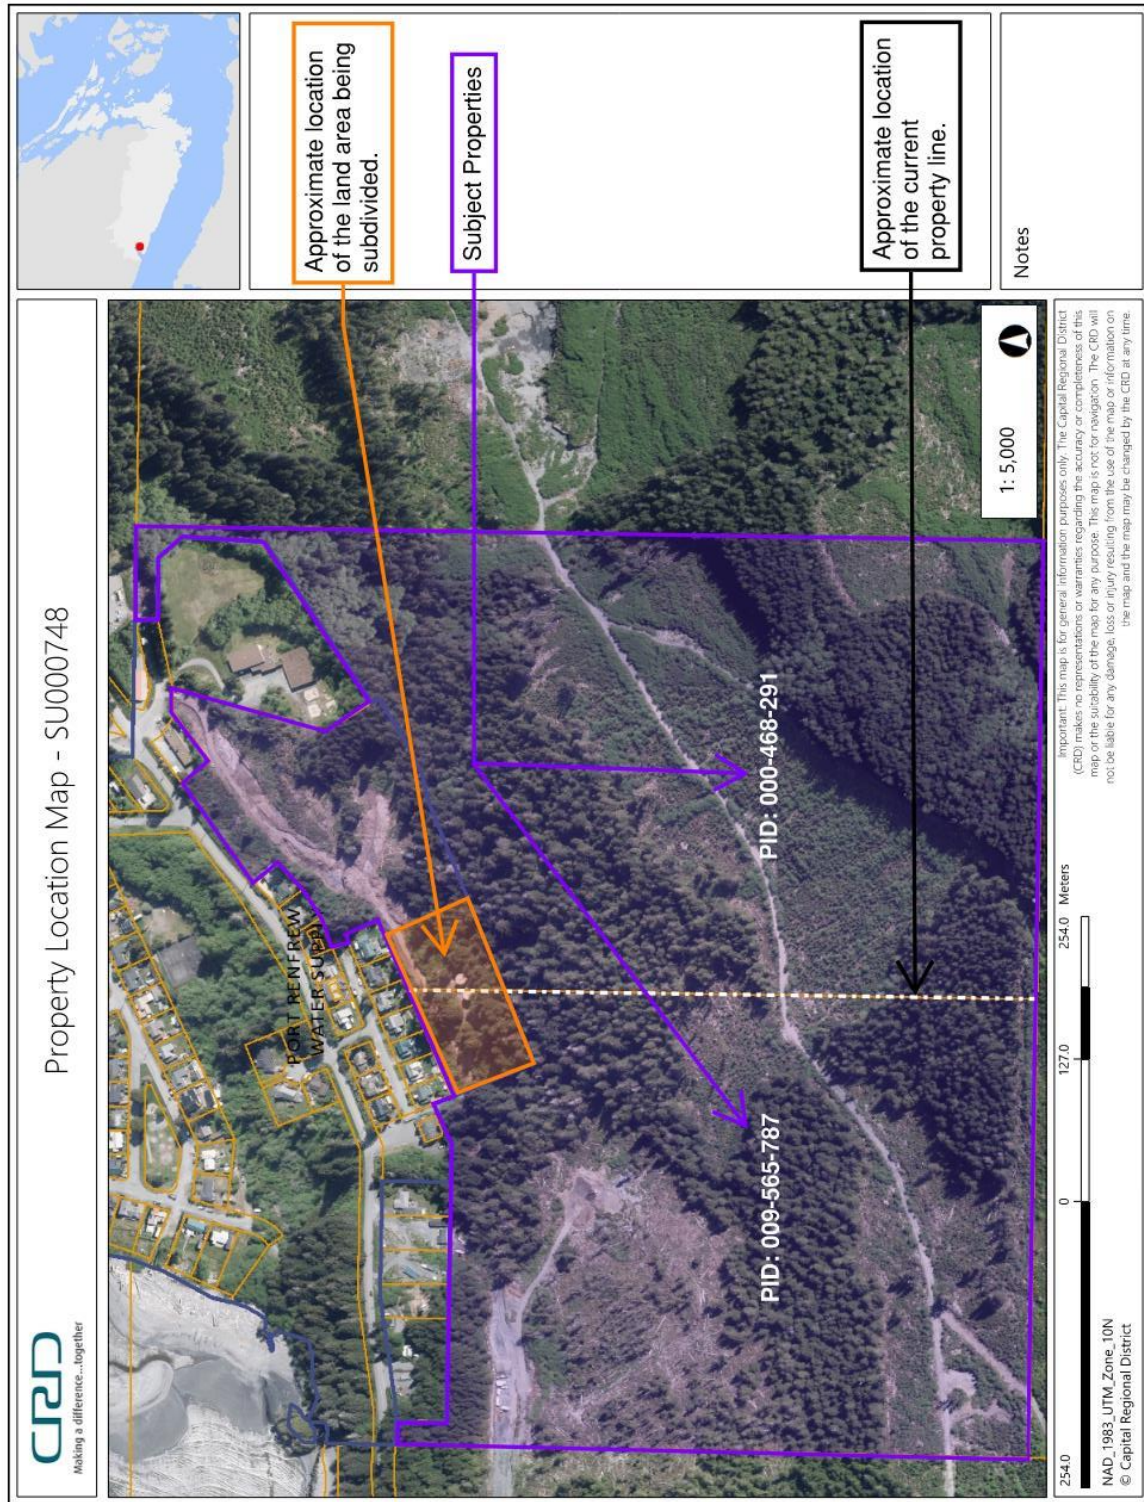 CRD
Making a difference...together
Property Location Map - SU000748
PORT RENFREW
WATER SUPPL
PID: 009-565-787
PID: 000-468-291
Approximate location
of the land area being
subdivided.
Subject Properties
Approximate location
of the current
property line.
1: 5,000
Notes
254.0
0
127.0
254.0 Meters
NAD_1983_UTM_Zone_10N
© Capital Regional District
Important: This map is for general information purposes only. The Capital Regional District
(CRD) makes no representations or warranties regarding the accuracy or completeness of this
map or the suitability of the map for any purpose. This map is not for navigation. The CRD will
not be liable for any damage, loss or injury resulting from the use of the map or information on
the map and the map may be changed by the CRD at any time.